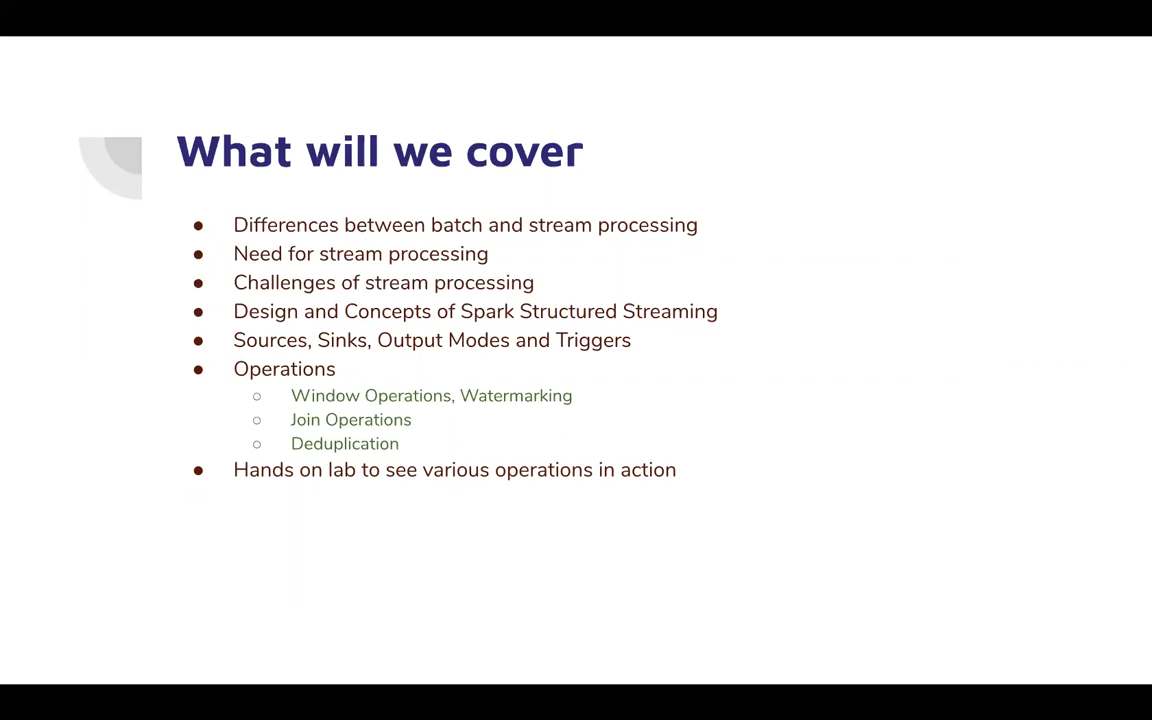 What will we cover
● Differences between batch and stream processing
● Need for stream processing
● Challenges of stream processing
● Design and Concepts of Spark Structured Streaming
● Sources, Sinks, Output Modes and Triggers
● Operations
○ Window Operations, Watermarking
○ Join Operations
○ Deduplication
● Hands on lab to see various operations in action